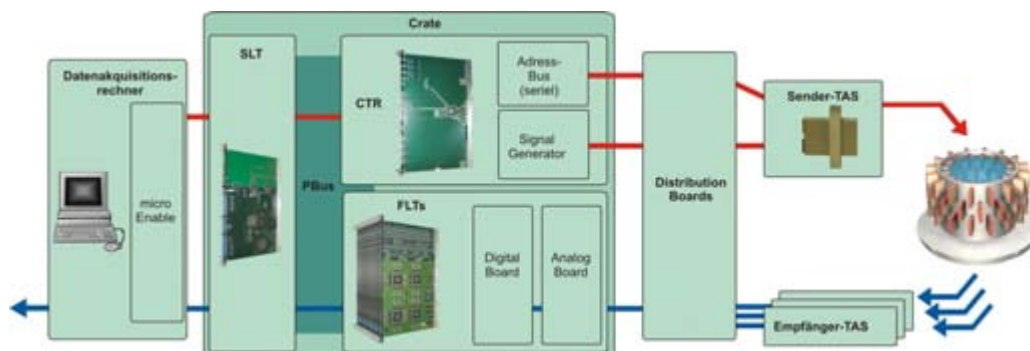 Crate
SLT
Datenakquisitions-
rechner
CTR
Adress-
Bus
(seriel)
Sender-TAS
Signal
Generator
PBus
Distribution
Boards
micro
Enable
FLTs
Digital
Board
Analog
Board
Empfänger-TAS